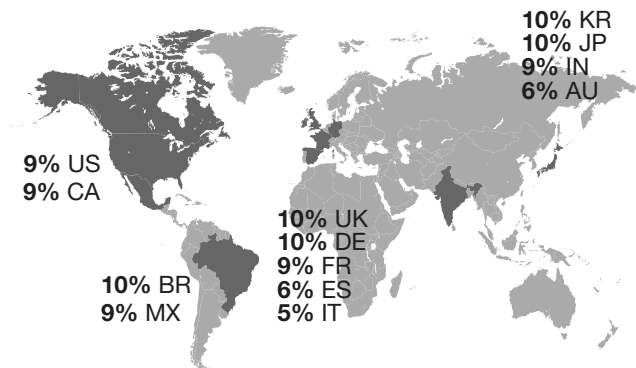 10% KR
10% JP
9% IN
6% AU
9% US
9% CA
10% UK
10% DE
9% FR
6% ES
5% IT
10% BR
9% MX